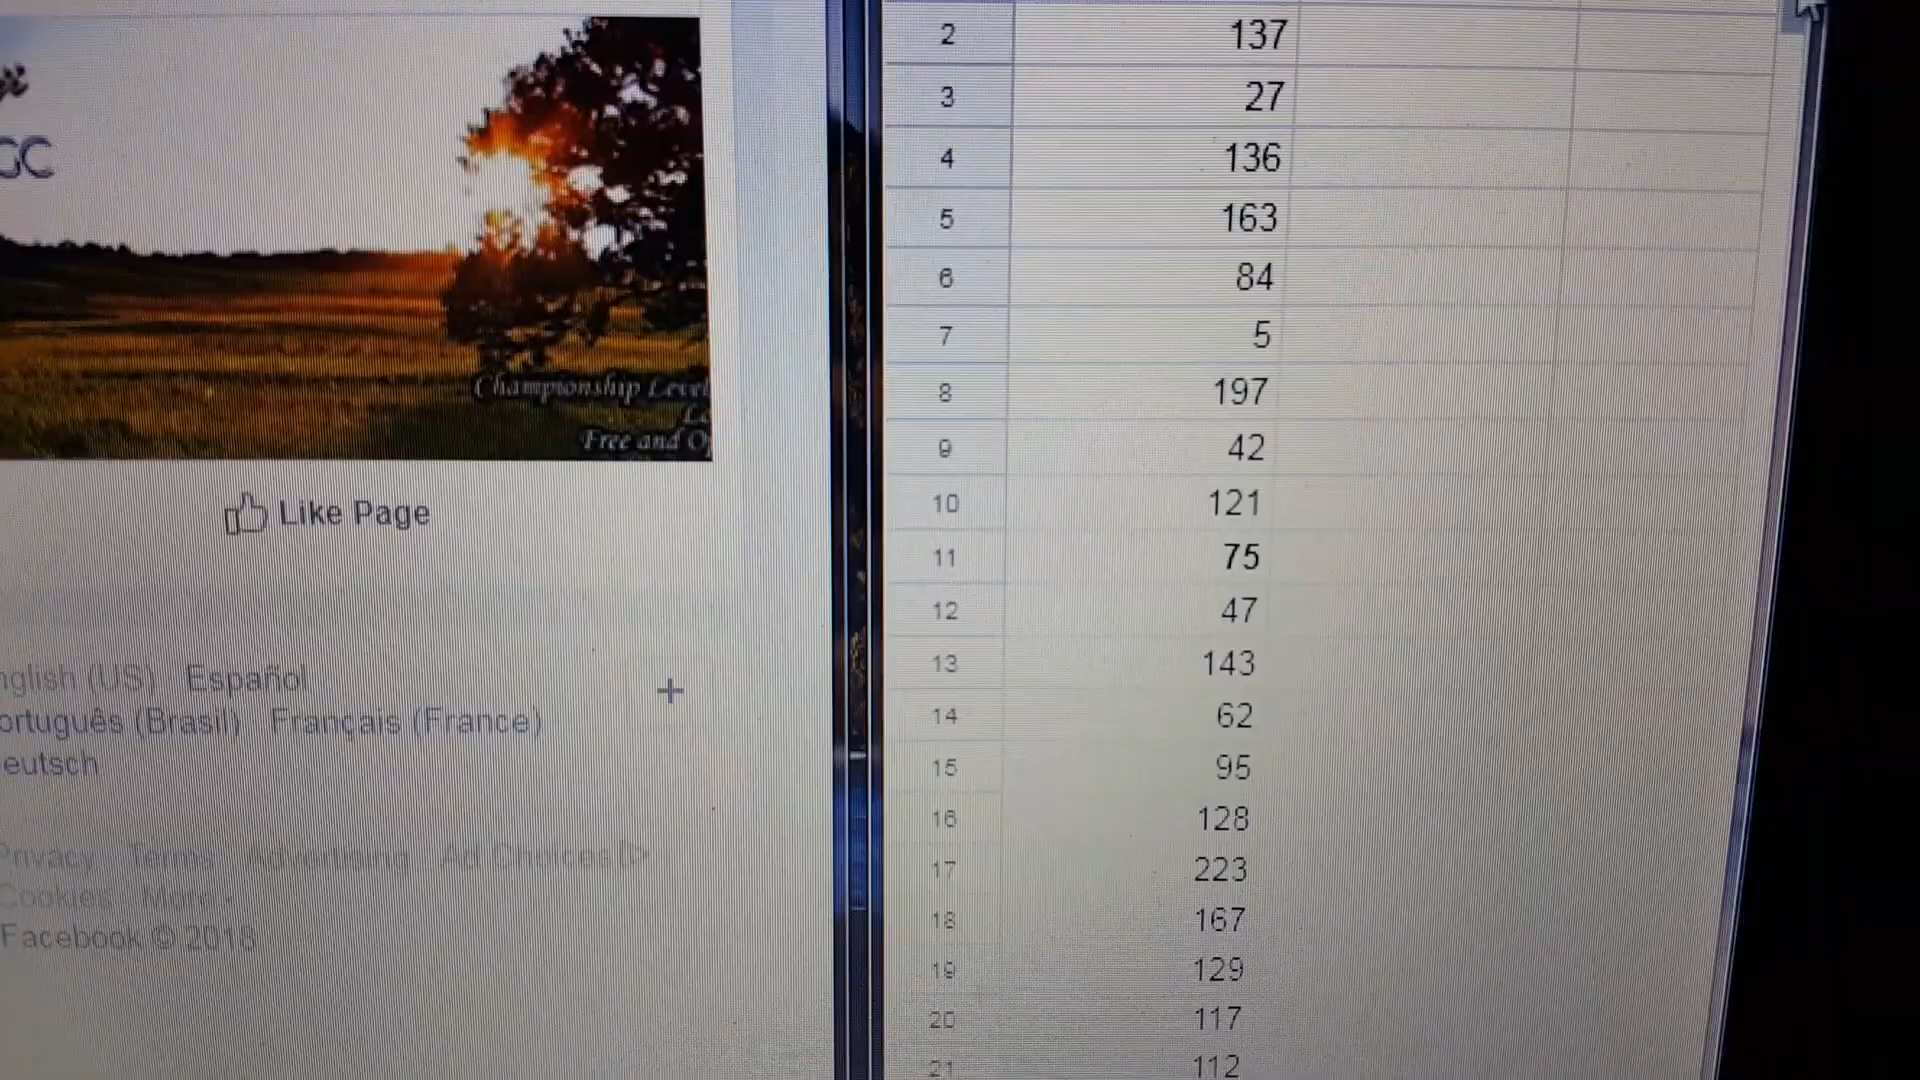 GC
Championship Level
Free and O
Like Page
nglish (US) Español
ortuguês (Brasil) Français (France)
eutsch
+
Privacy Terms Advertising Ad Choices
Cookies More
Facebook © 2018
2 137
3 27
4 136
5 163
6 84
7 5
8 197
9 42
10 121
11 75
12 47
13 143
14 62
15 95
16 128
17 223
18 167
19 129
20 117
21 112